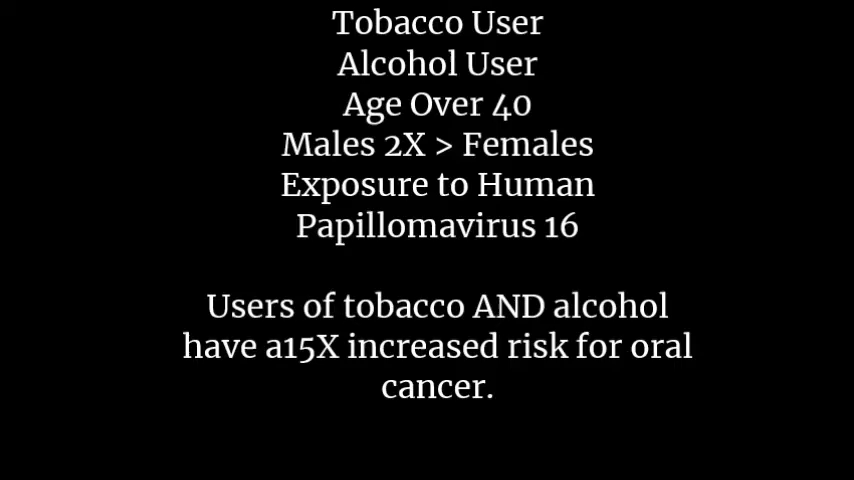 Tobacco User
Alcohol User
Age Over 40
Males 2X > Females
Exposure to Human
Papillomavirus 16
Users of tobacco AND alcohol
have a15X increased risk for oral
cancer.